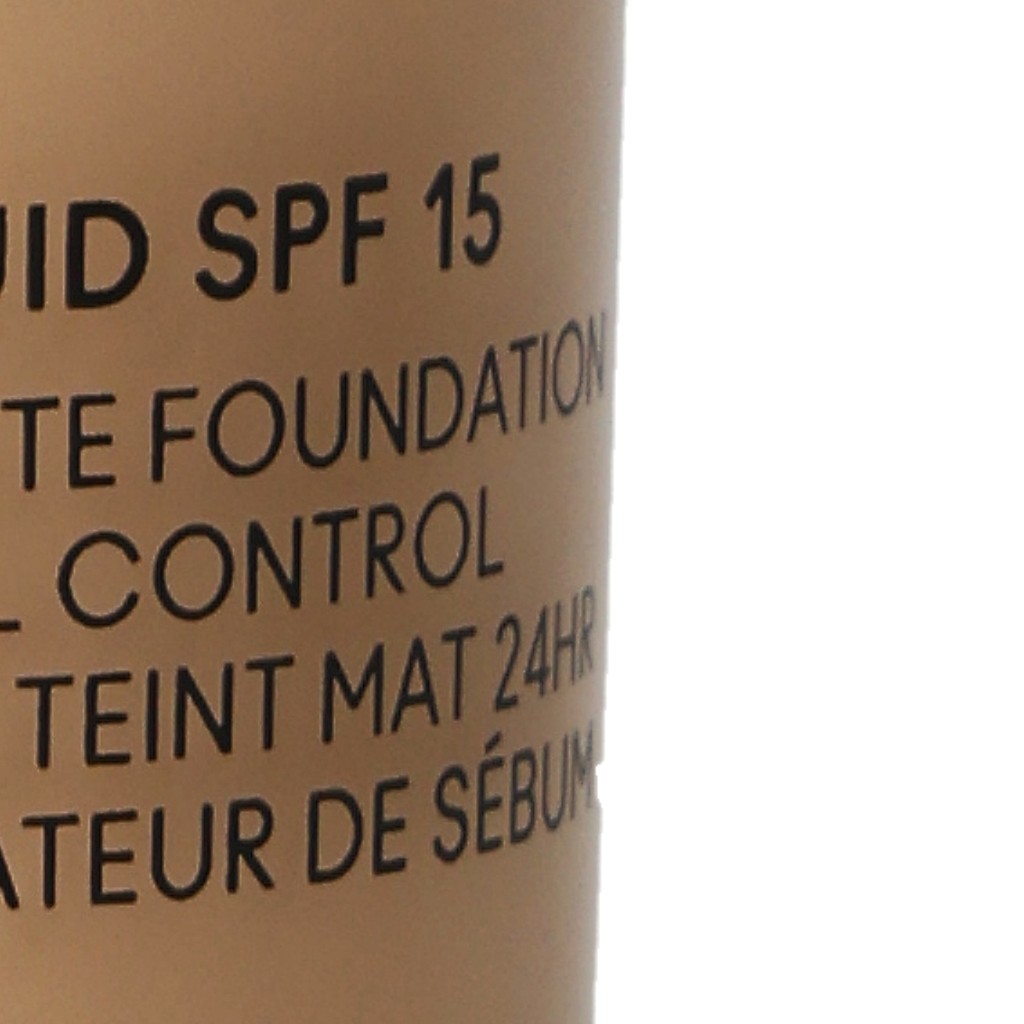 UID SPF 15
TE FOUNDATION
L CONTROL
TEINT MAT 24HR
ATEUR DE SÉBUM